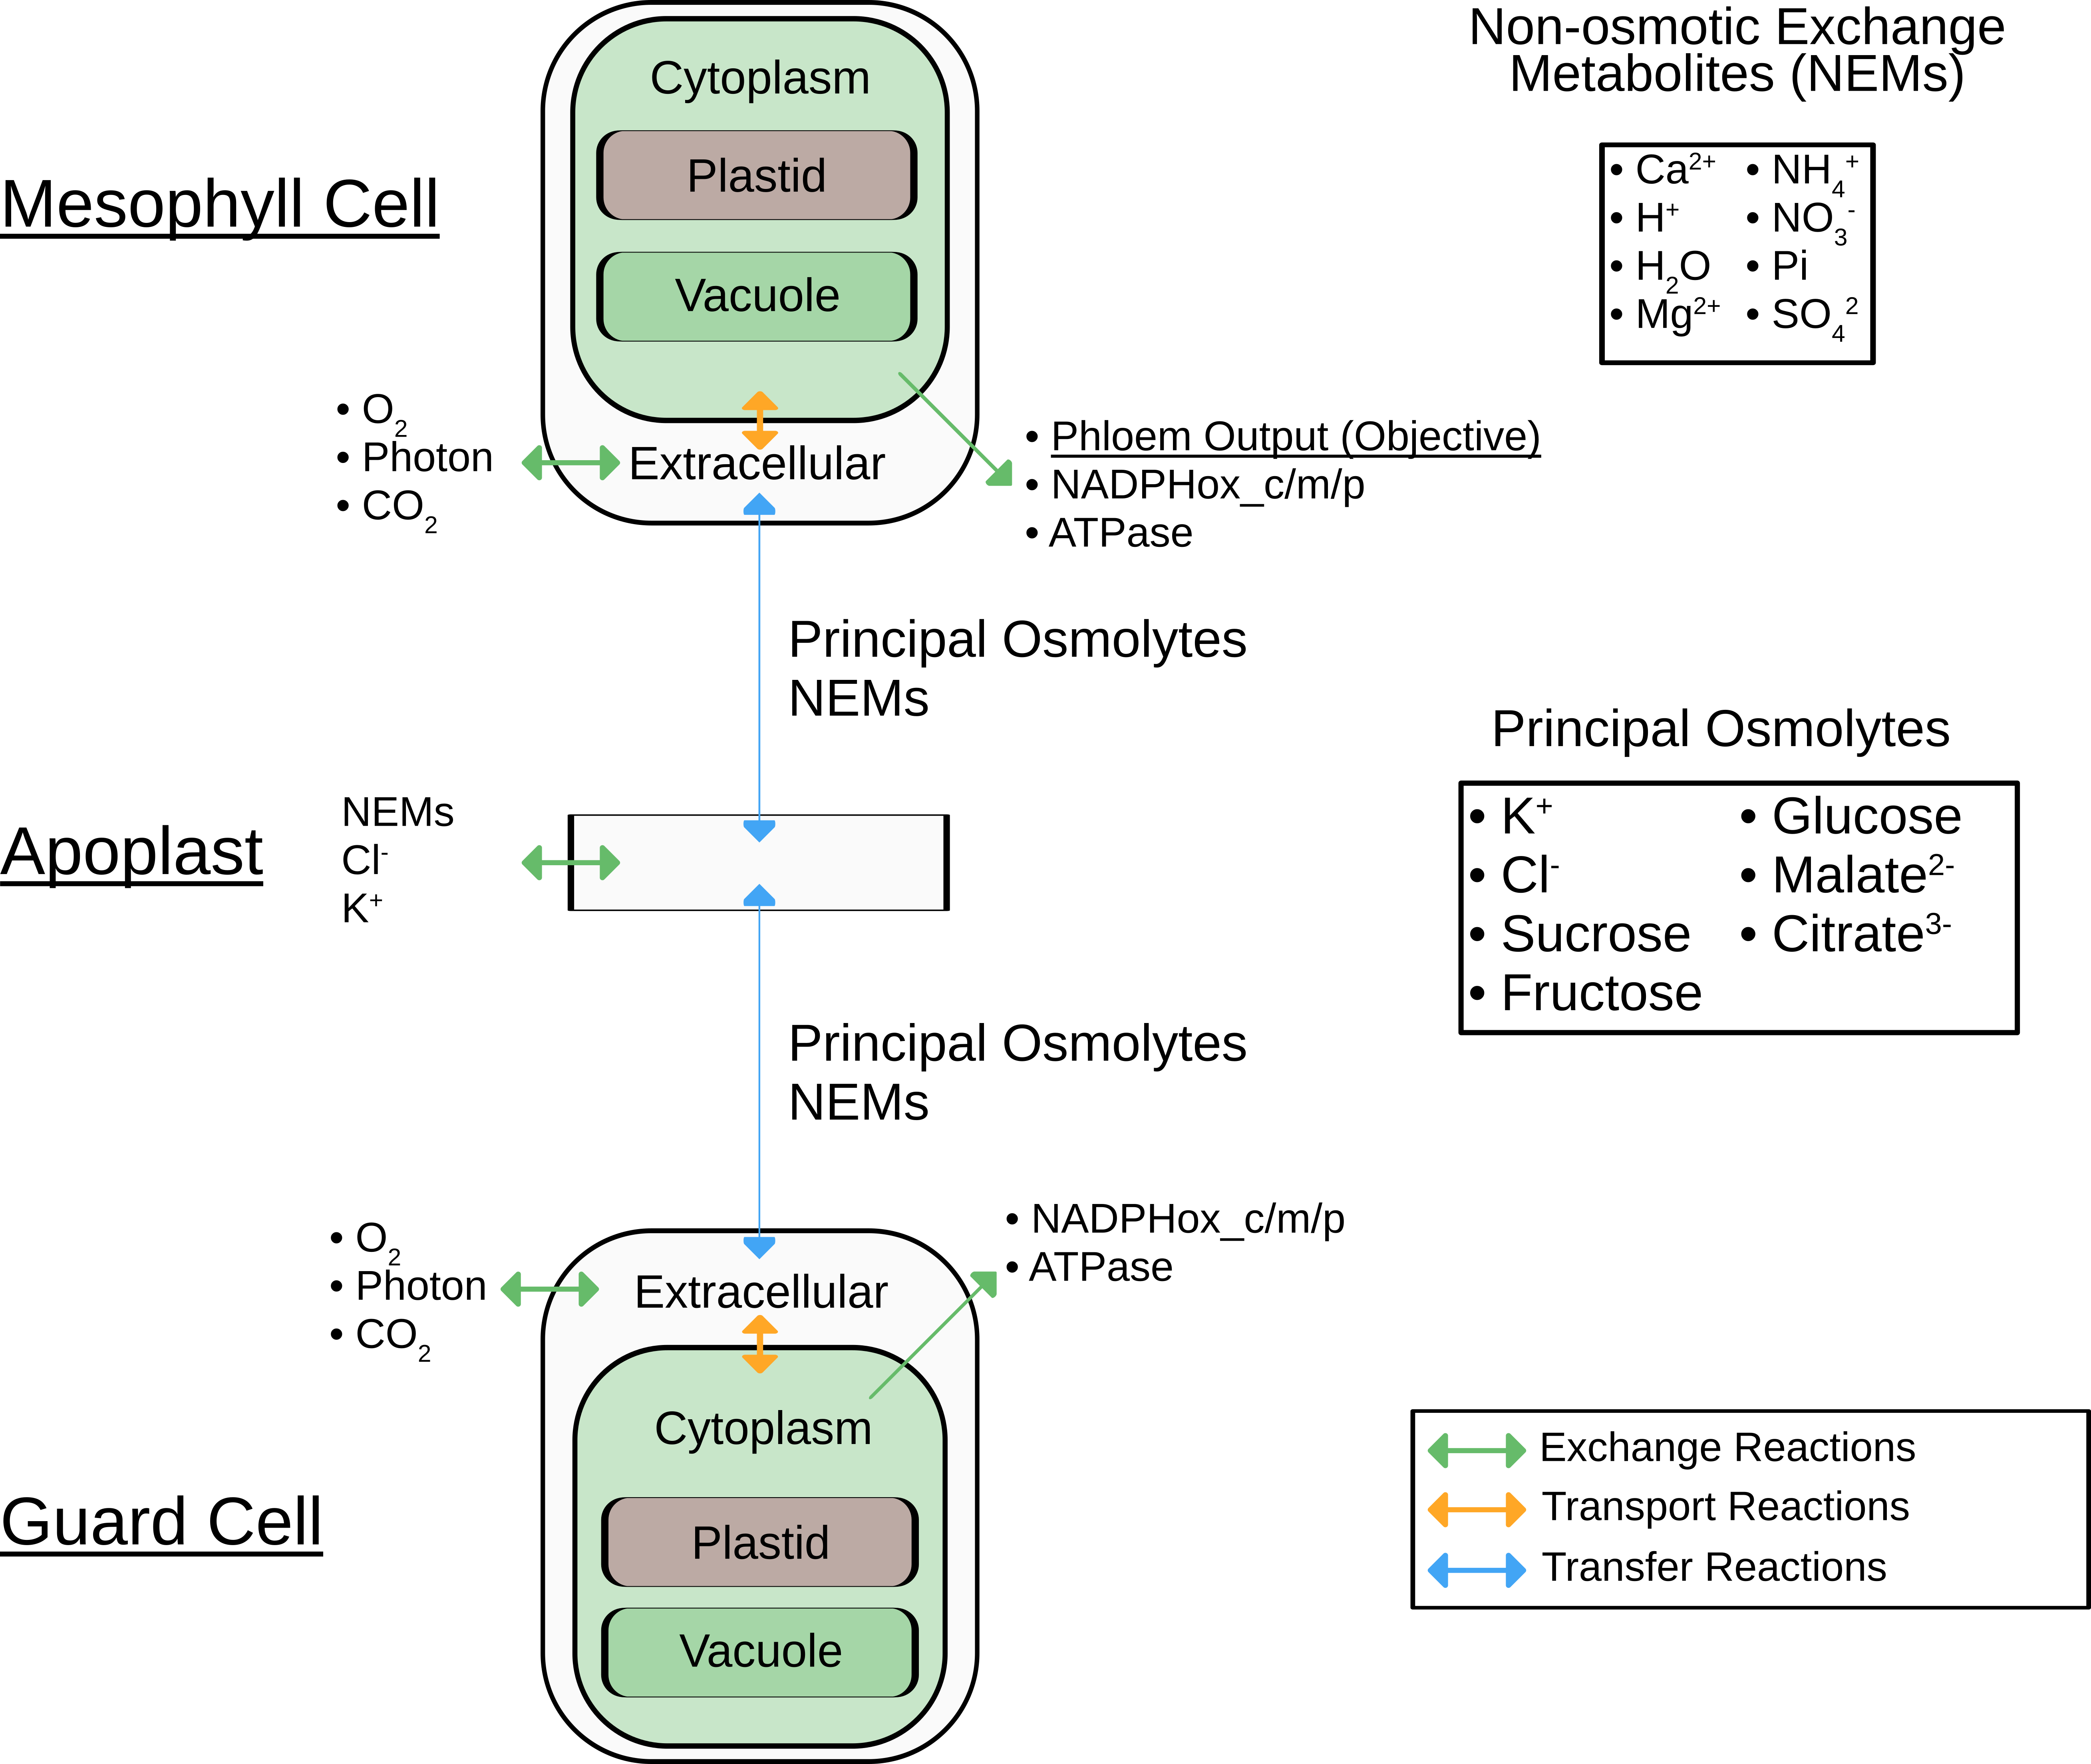 Non-osmotic Exchange
Metabolites (NEMs)
• Ca²⁺
• H⁺
• H₂O
• Mg²⁺
• NH₄⁺
• NO₃⁻
• Pi
• SO₄²
Mesophyll Cell
Cytoplasm
Plastid
Vacuole
Extracellular
• O₂
• Photon
• CO₂
• Phloem Output (Objective)
• NADPHox_c/m/p
• ATPase
Principal Osmolytes
NEMs
Principal Osmolytes
• K⁺
• Cl⁻
• Sucrose
• Fructose
• Glucose
• Malate²⁻
• Citrate³⁻
Apoplast
NEMs
Cl⁻
K⁺
Principal Osmolytes
NEMs
Guard Cell
• O₂
• Photon
• CO₂
Extracellular
• NADPHox_c/m/p
• ATPase
Cytoplasm
Plastid
Vacuole
Exchange Reactions
Transport Reactions
Transfer Reactions